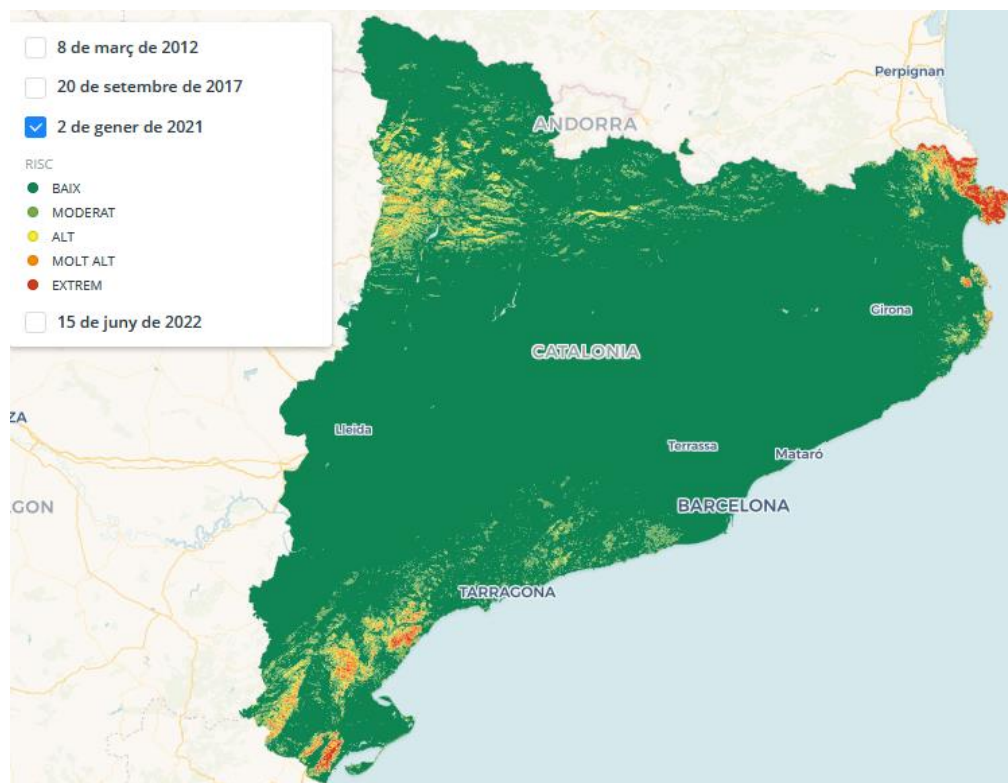 8 de març de 2012
20 de setembre de 2017
2 de gener de 2021
RISC
BAIX
MODERAT
ALT
MOLT ALT
EXTREM
15 de juny de 2022
Perpignan
ANDORRA
Girona
CATALONIA
ZA
Lleida
Terrassa
Mataró
GON
BARCELONA
TARRAGONA